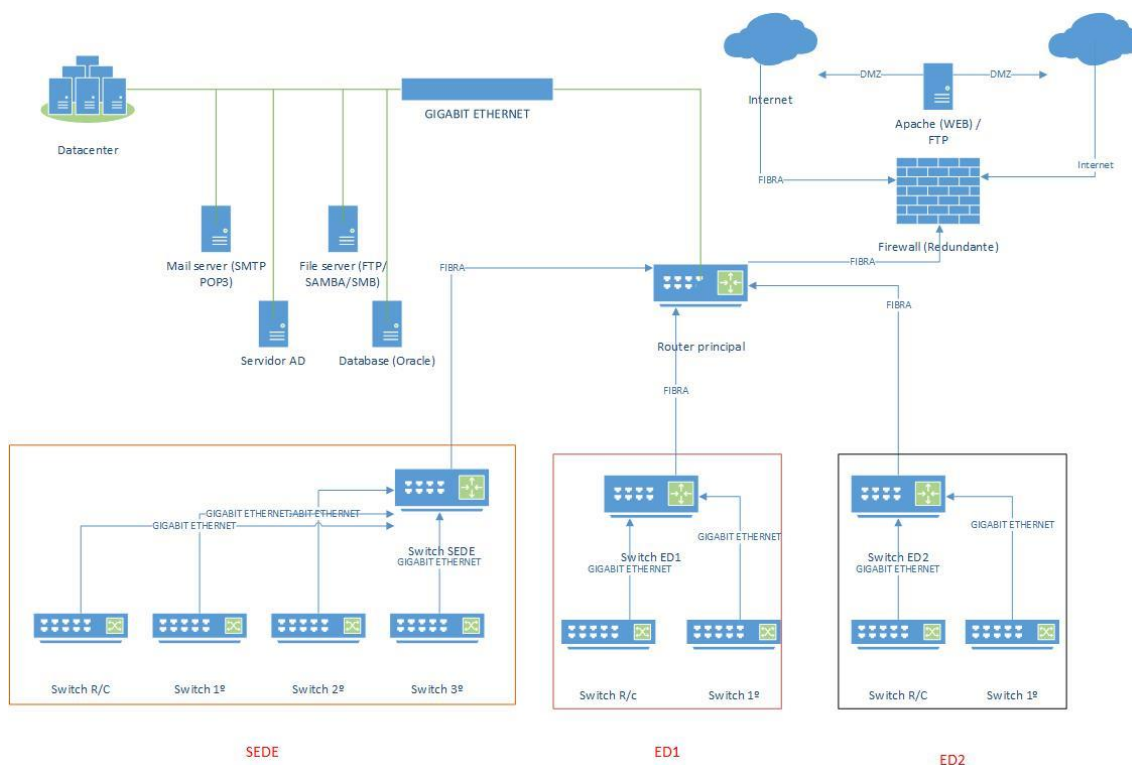 DMZ
DMZ
Internet
GIGABIT ETHERNET
Apache (WEB) /
FTP
Datacenter
Internet
FIBRA
Mail server (SMTP
POP3)
File server (FTP/
SAMBA/SMB)
Firewall (Redundante)
FIBRA
FIBRA
FIBRA
Servidor AD
Database (Oracle)
Router principal
FIBRA
GIGABIT ETHERNET
GIGABIT ETHERNET
GIGABIT ETHERNET
Switch SEDE
GIGABIT ETHERNET
Switch ED1
GIGABIT ETHERNET
GIGABIT ETHERNET
Switch ED2
GIGABIT ETHERNET
GIGABIT ETHERNET
Switch R/C
Switch 1º
Switch 2º
Switch 3º
Switch R/c
Switch 1º
Switch R/C
Switch 1º
SEDE
ED1
ED2